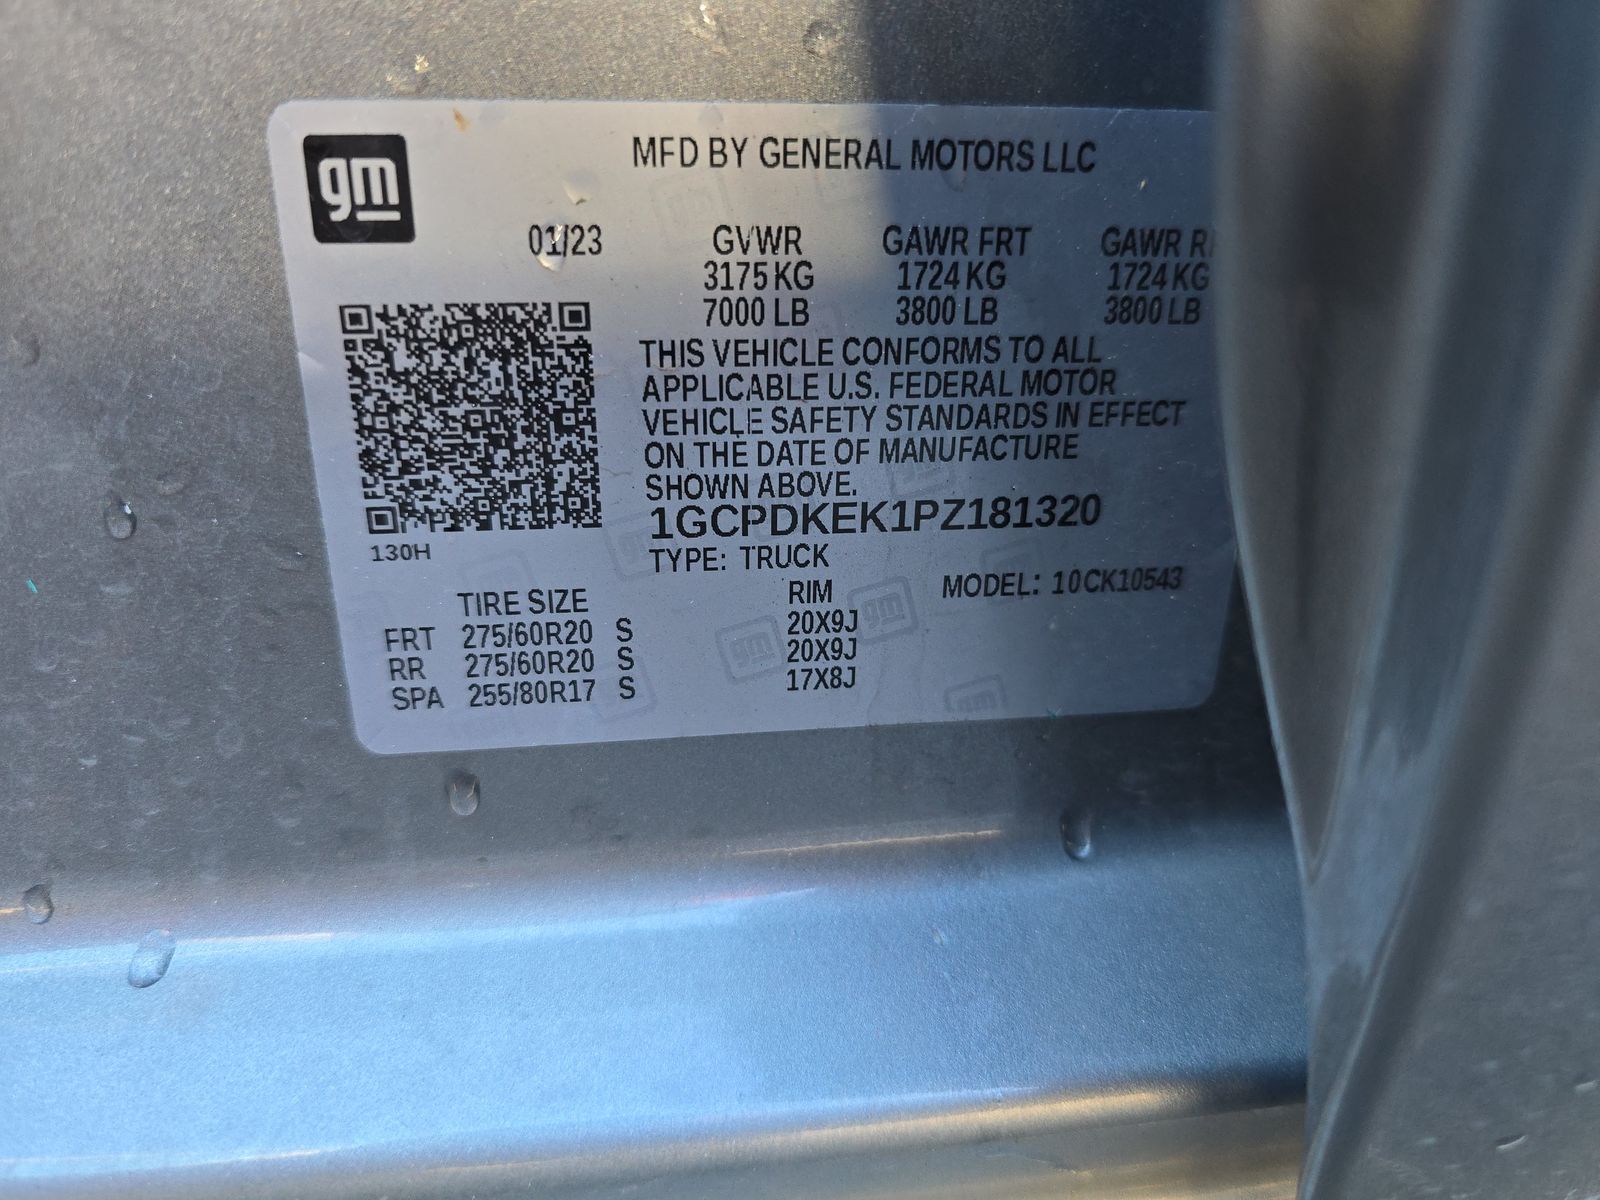 gm
MFD BY GENERAL MOTORS LLC
01/23 GVWR GAWR FRT GAWR
3175 KG 1724 KG 1724 KG
7000 LB 3800 LB 3800 LB
THIS VEHICLE CONFORMS TO ALL
APPLICABLE U.S. FEDERAL MOTOR
VEHICLE SAFETY STANDARDS IN EFFECT
ON THE DATE OF MANUFACTURE
SHOWN ABOVE.
1GCPDKEK1PZ181320
130H
TYPE: TRUCK
MODEL: 10CK10543
TIRE SIZE RIM
FRT 275/60R20 S 20X9J
RR 275/60R20 S 20X9J
SPA 255/80R17 S 17X8J